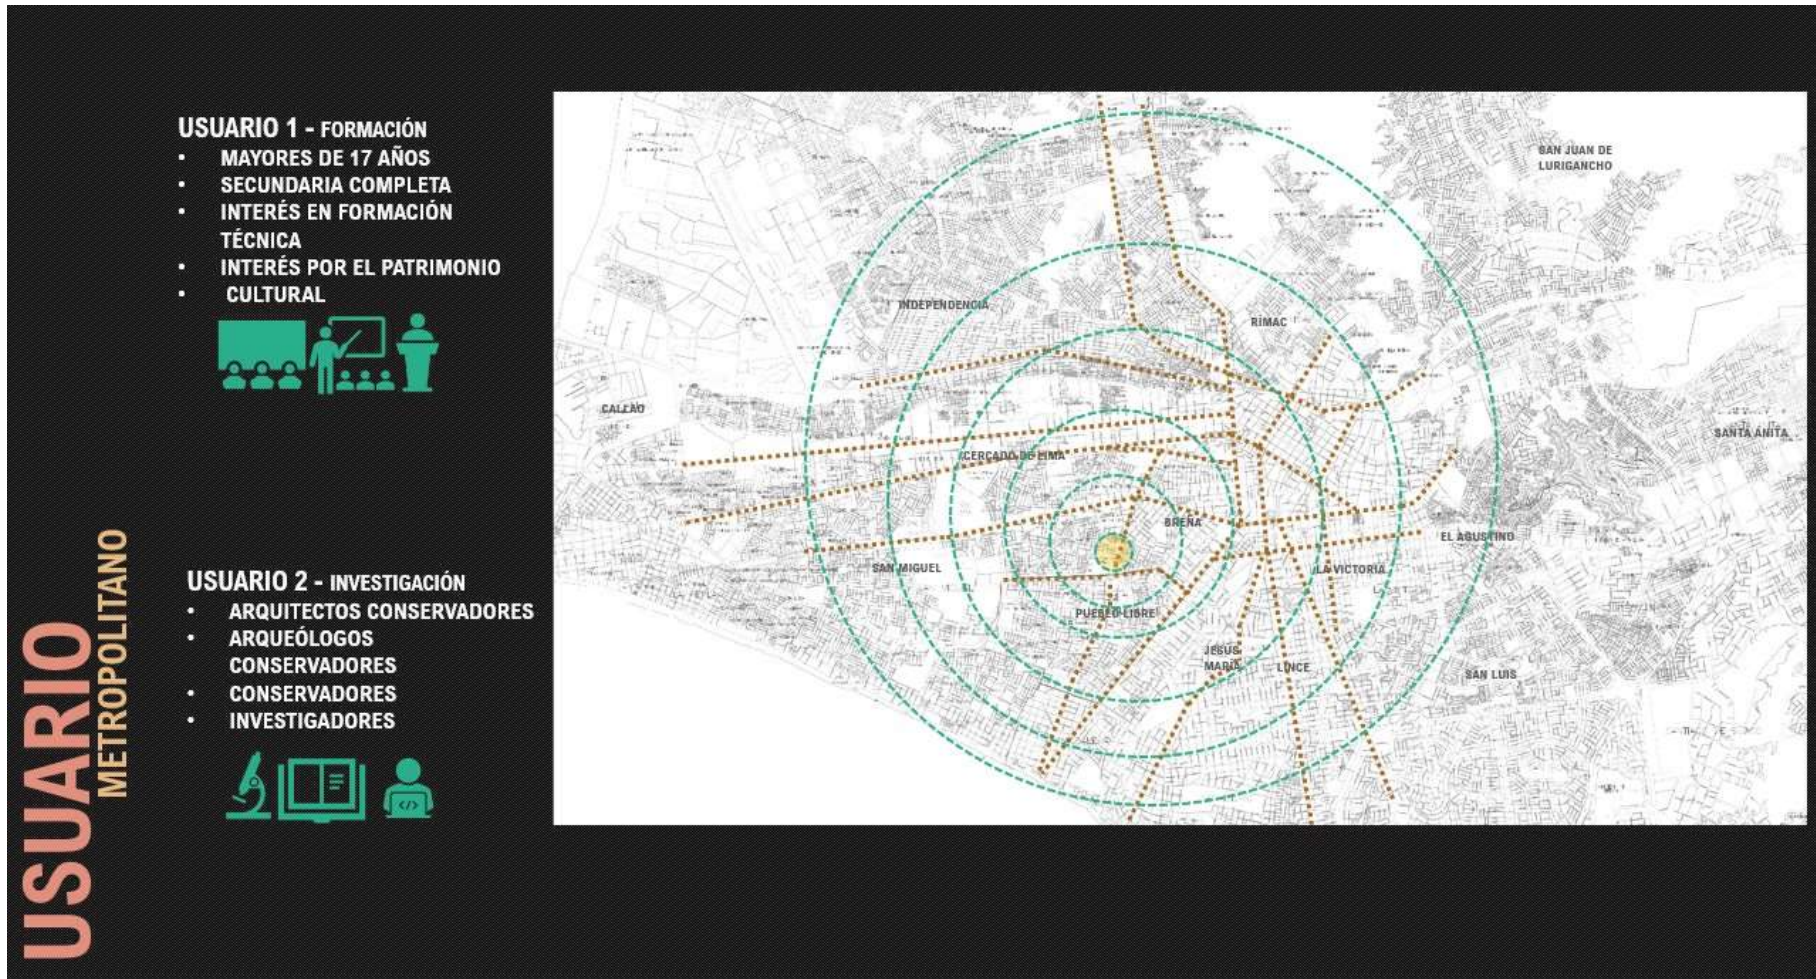 USUARIO
METROPOLITANO
USUARIO 1 - FORMACIÓN
• MAYORES DE 17 AÑOS
• SECUNDARIA COMPLETA
• INTERÉS EN FORMACIÓN
TÉCNICA
• INTERÉS POR EL PATRIMONIO
• CULTURAL
USUARIO 2 - INVESTIGACIÓN
• ARQUITECTOS CONSERVADORES
• ARQUEÓLOGOS
CONSERVADORES
• CONSERVADORES
• INVESTIGADORES
SAN JUAN DE
LURIGANCHO
INDEPENDENCIA
RÍMAC
CALLAO
SANTA ANITA
CERCADO DE LIMA
BREÑA
EL AGUSTINO
SAN MIGUEL
LA VICTORIA
PUEBLO LIBRE
JESUS
MARÍA
LINCE
SAN LUIS